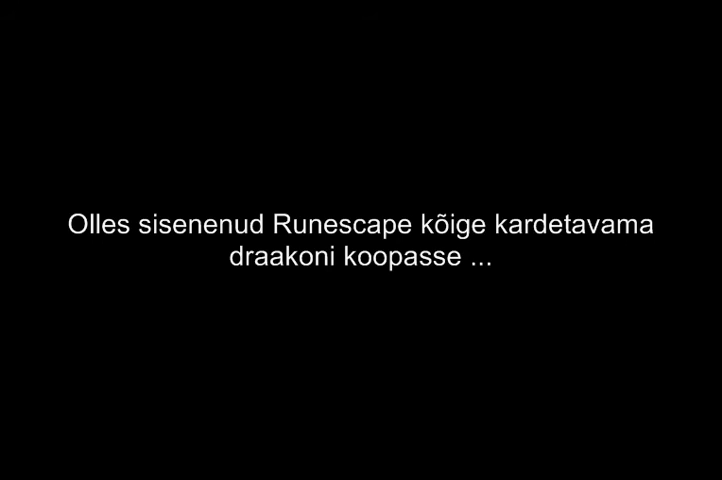 Olles sisenenud Runescape kõige kardetavama
draakoni koopasse ...